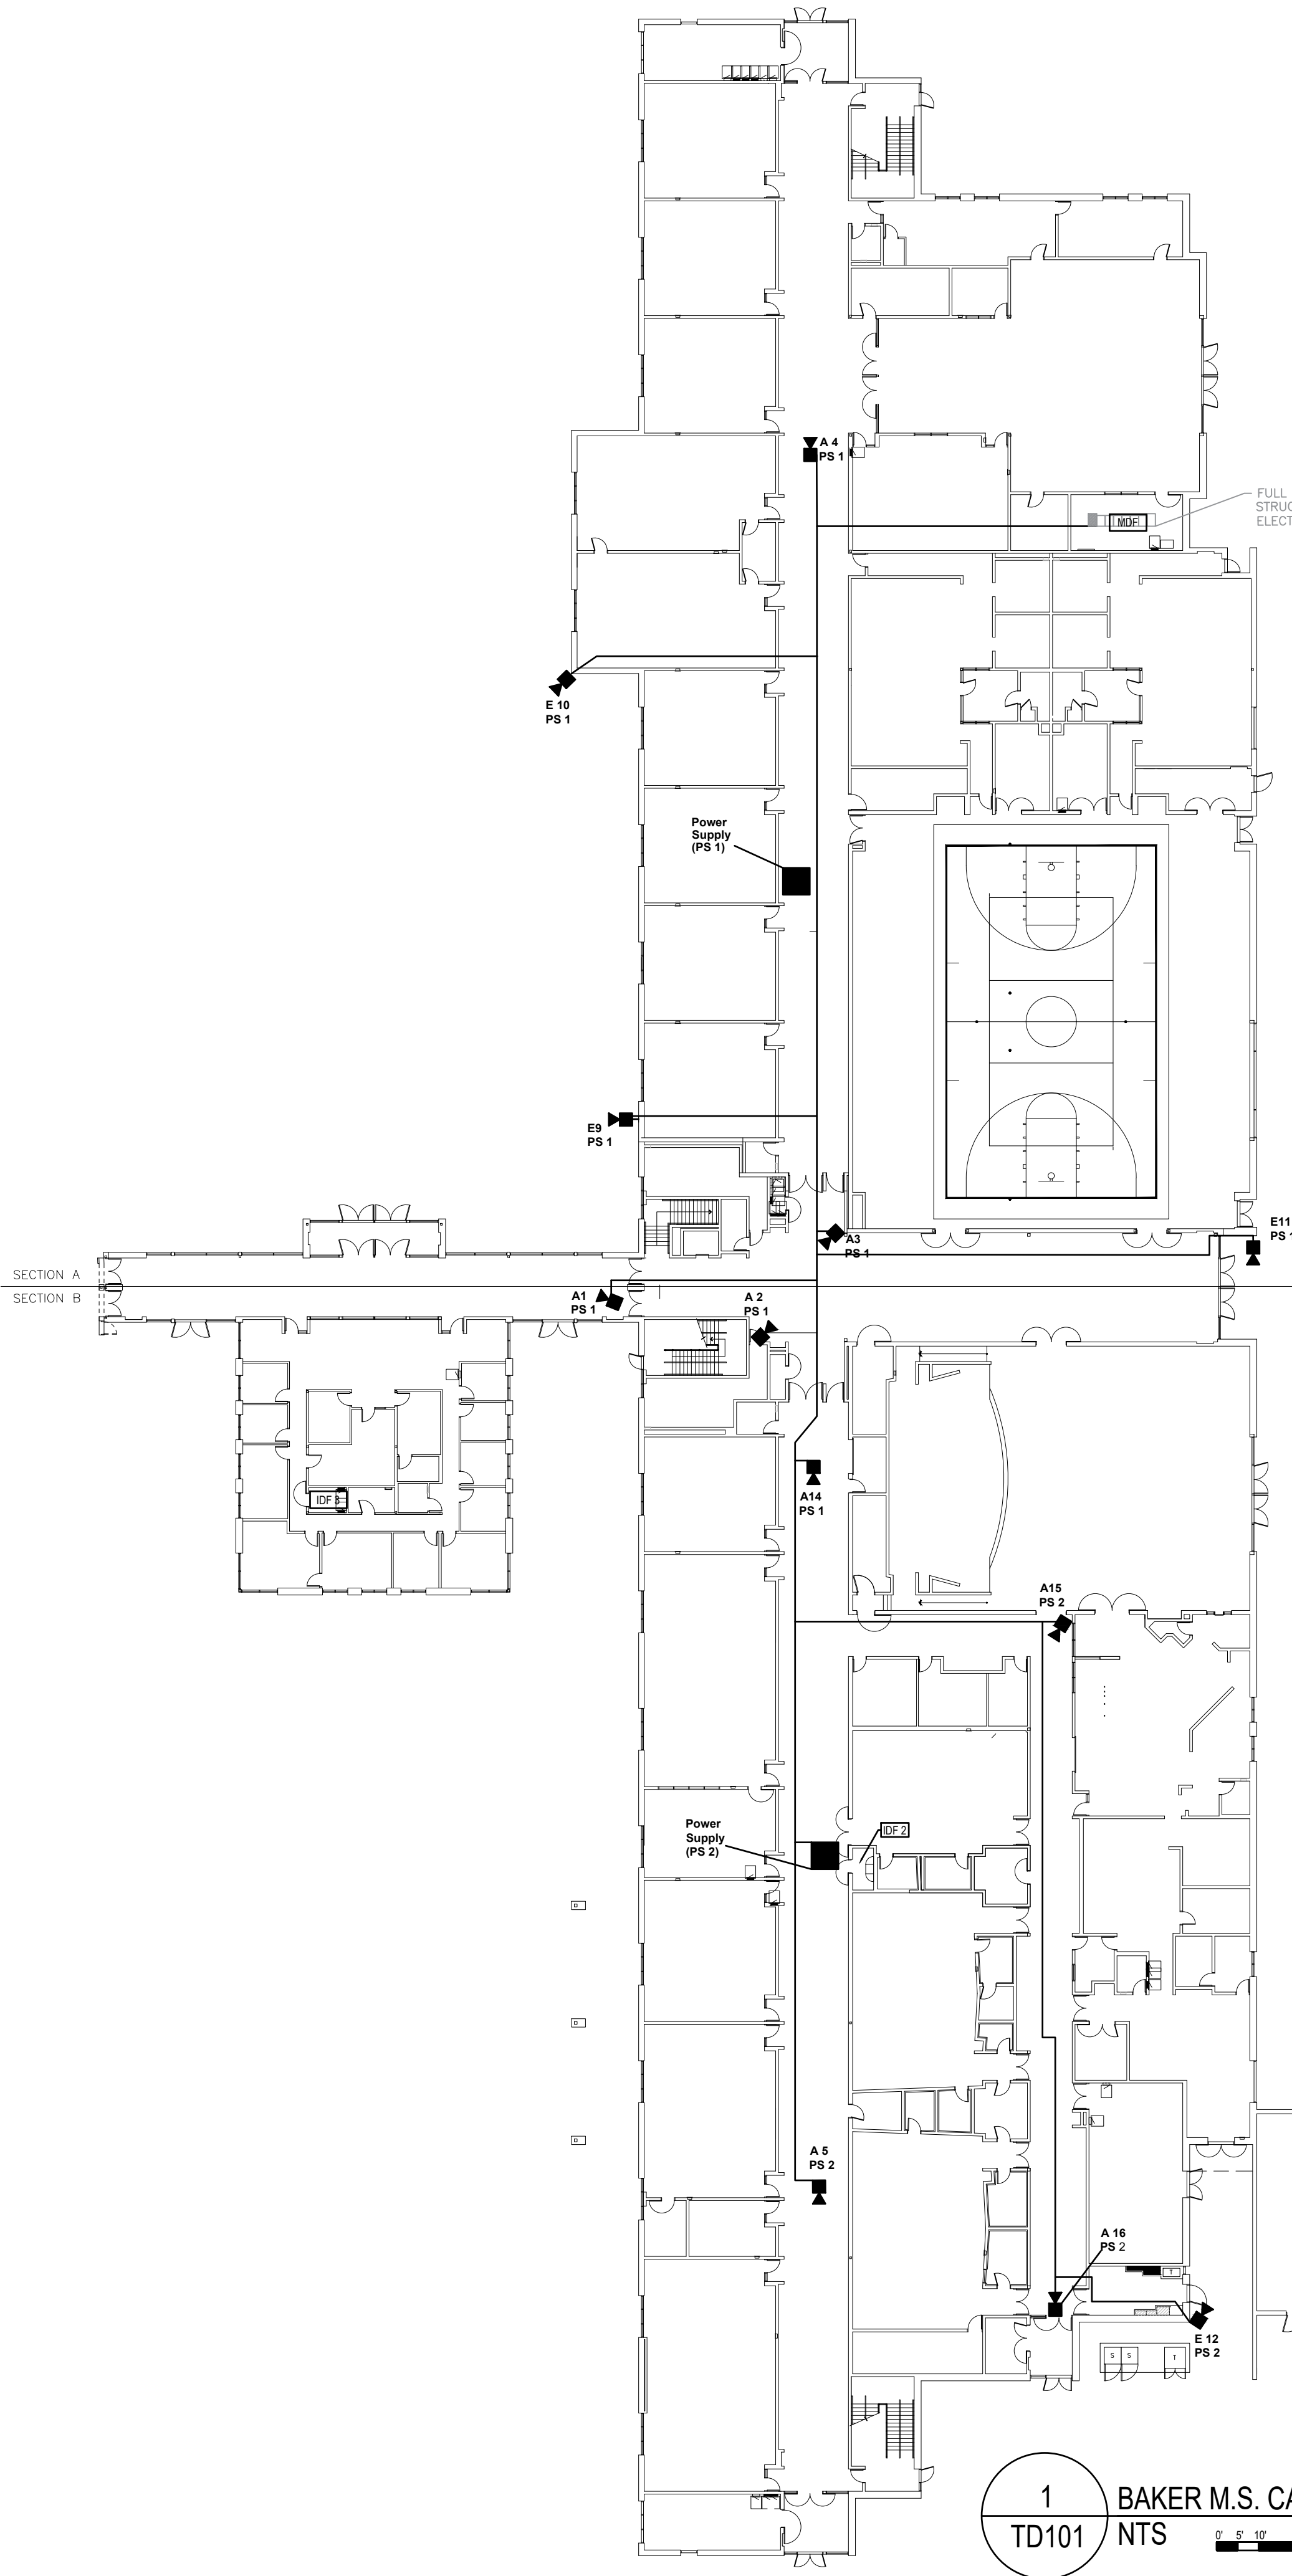 A 4
PS 1
FULL
MDF
E 10
PS 1
Power
Supply
(PS 1)
E9
PS 1
A3
PS 1
E11
PS 1
SECTION A
SECTION B
A1
PS 1
A 2
PS 1
IDF
A14
PS 1
A15
PS 2
Power
Supply
(PS 2)
IDF 2
A 5
PS 2
A 16
PS 2
T
E 12
PS 2
S S T
1
TD101
BAKER M.S.
NTS
0' 5' 10'